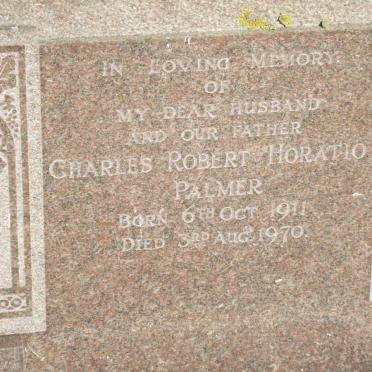 IN LOVING MEMORY
OF
MY DEAR HUSBAND
AND OUR FATHER
CHARLES ROBERT HORATIO
PALMER
BORN 6TH OCT. 1911
DIED 3RD AUG. 1970.